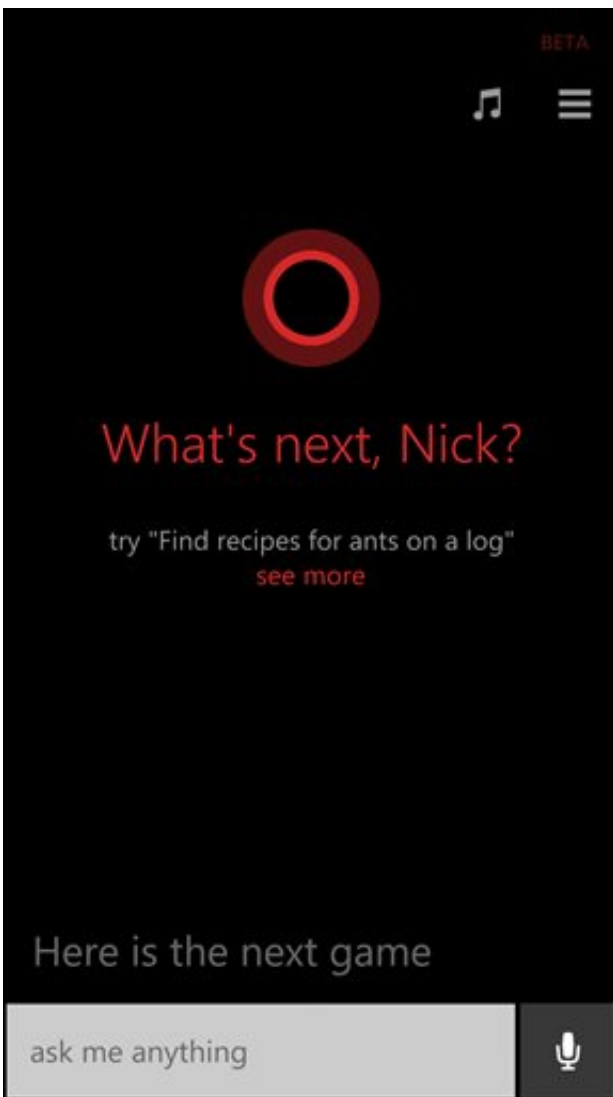 BETA
What's next, Nick?
try "Find recipes for ants on a log"
see more
Here is the next game
ask me anything